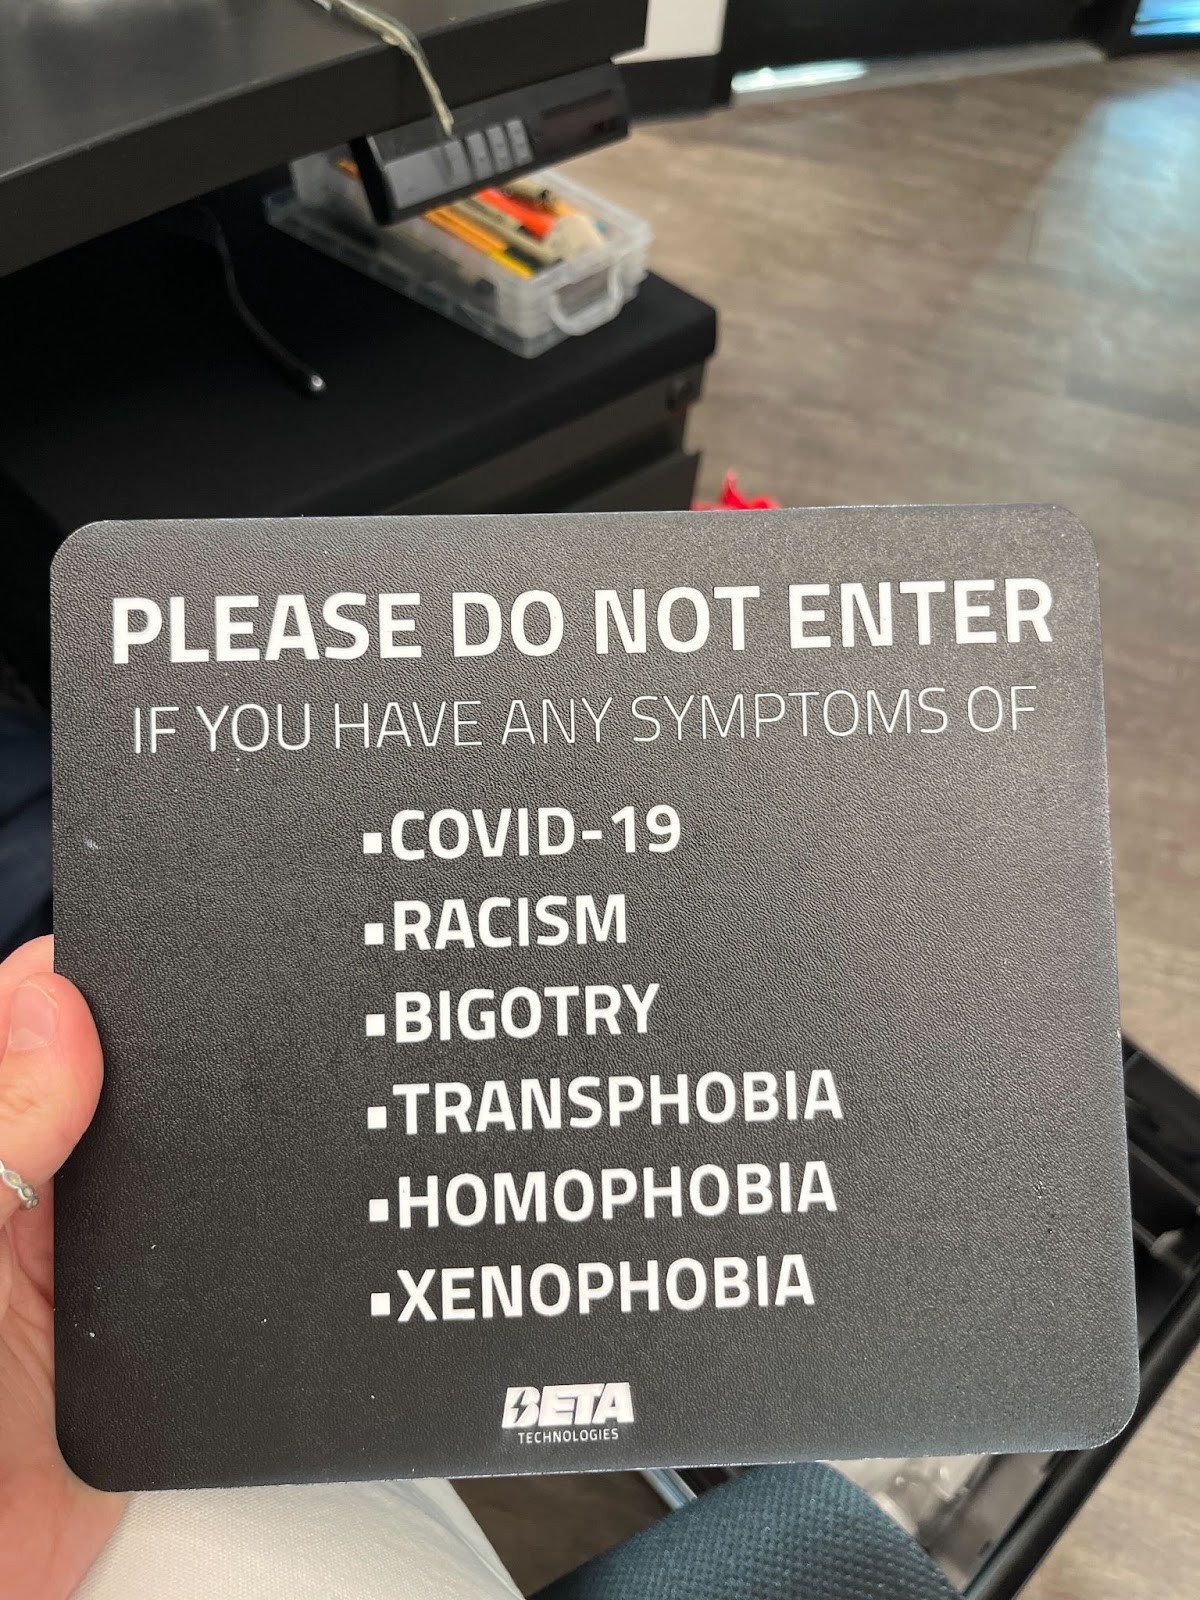 PLEASE DO NOT ENTER
IF YOU HAVE ANY SYMPTOMS OF
▪COVID-19
▪RACISM
▪BIGOTRY
▪TRANSPHOBIA
▪HOMOPHOBIA
▪XENOPHOBIA
BETA
TECHNOLOGIES